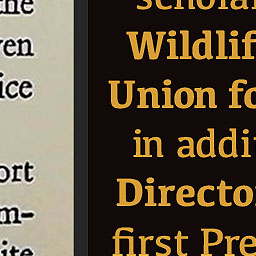 the
ven
ice
ort
m-
ite
scholar
Wildlif
Union fo
in addit
Directo
first Pre